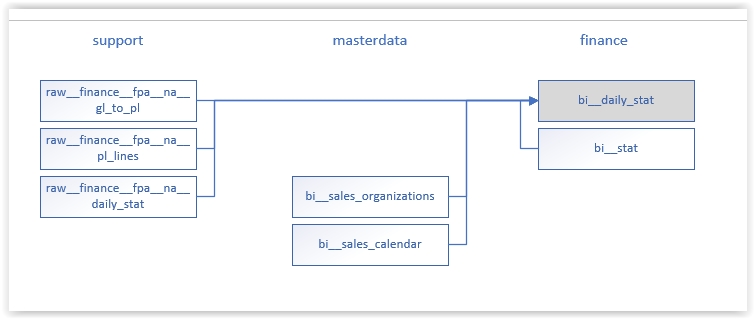 support
masterdata
finance
raw__finance__fpa__na__
gl_to_pl
bi__daily_stat
raw__finance__fpa__na__
pl_lines
bi__stat
raw__finance__fpa__na__
daily_stat
bi__sales_organizations
bi__sales_calendar